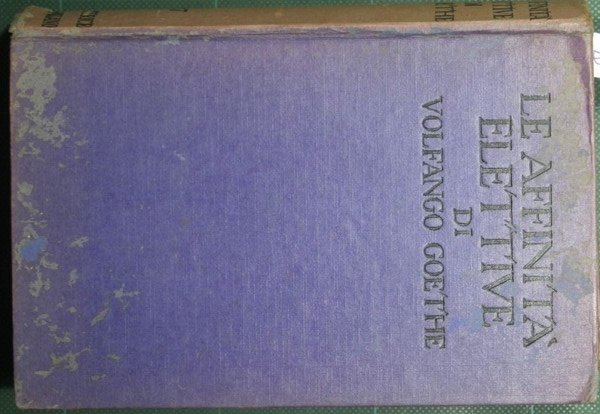 LE AFFINITÀ
ELETTIVE
DI
VOLFANGO GOETHE